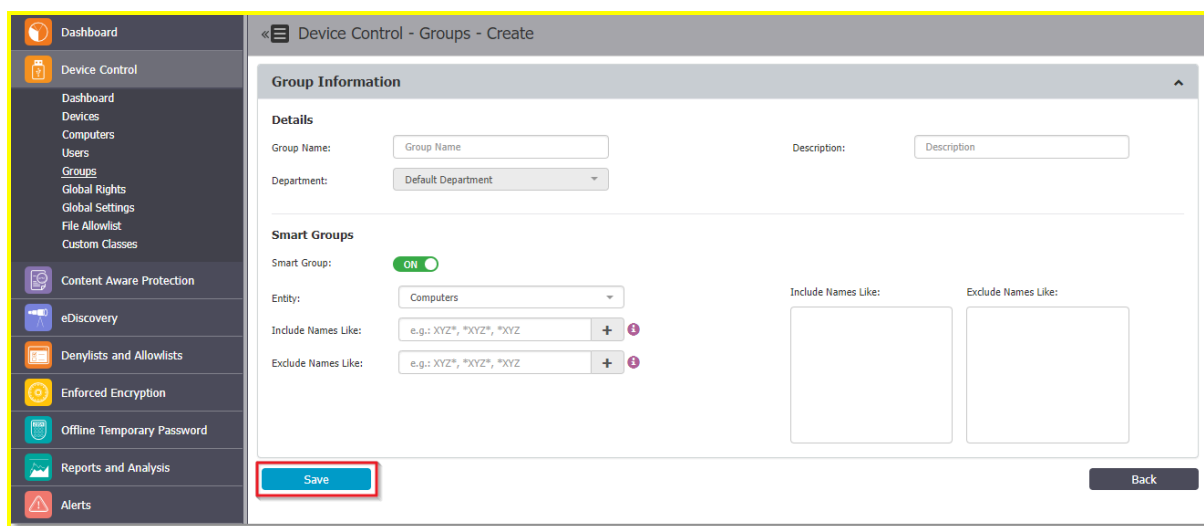 Dashboard
Device Control
Dashboard
Devices
Computers
Users
Groups
Global Rights
Global Settings
File Allowlist
Custom Classes
Content Aware Protection
eDiscovery
Denylists and Allowlists
Enforced Encryption
Offline Temporary Password
Reports and Analysis
Alerts
« Device Control - Groups - Create
Group Information
Details
Group Name: Group Name Description: Description
Department: Default Department
Smart Groups
Smart Group: ON
Entity: Computers
Include Names Like: e.g.: XYZ*, *XYZ*, *XYZ +
Exclude Names Like: e.g.: XYZ*, *XYZ*, *XYZ +
Include Names Like: Exclude Names Like:
Save Back